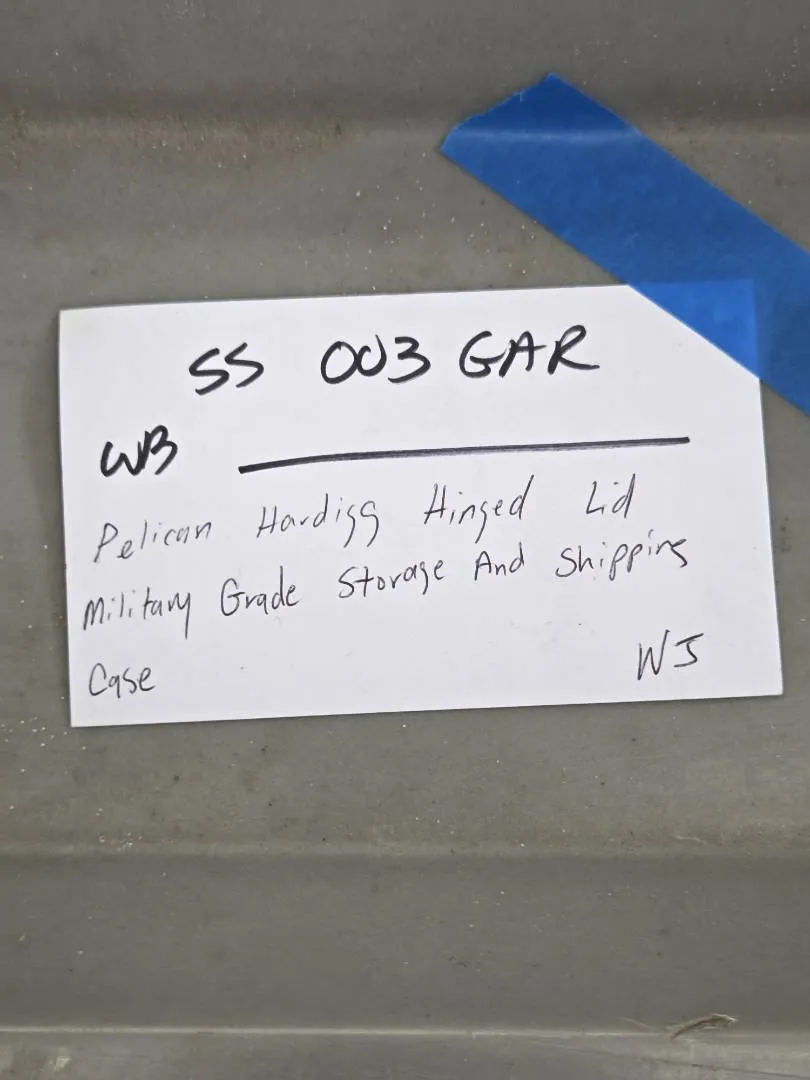 SS 003 GAR
WB
Pelican Hardigg Hinged Lid
Military Grade Storage And Shipping
Case
WJ